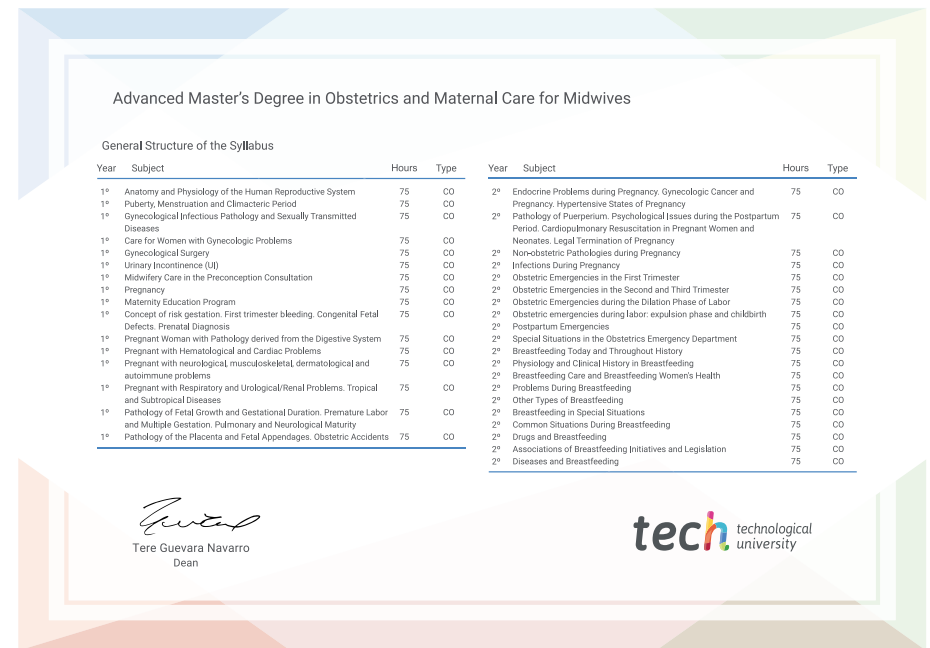 Advanced Master's Degree in Obstetrics and Maternal Care for Midwives
General Structure of the Syllabus
Year Subject Hours Type
1º Anatomy and Physiology of the Human Reproductive System 75 CO
1º Puberty, Menstruation and Climacteric Period 75 CO
1º Gynecological Infectious Pathology and Sexually Transmitted 75 CO
Diseases
1º Care for Women with Gynecologic Problems 75 CO
1º Gynecological Surgery 75 CO
1º Urinary Incontinence (UI) 75 CO
1º Midwifery Care in the Preconception Consultation 75 CO
1º Pregnancy 75 CO
1º Maternity Education Program 75 CO
1º Concept of risk gestation. First trimester bleeding. Congenital Fetal 75 CO
Defects. Prenatal Diagnosis
1º Pregnant Woman with Pathology derived from the Digestive System 75 CO
1º Pregnant with Hematological and Cardiac Problems 75 CO
1º Pregnant with neurological, musculoskeletal, dermatological and 75 CO
autoimmune problems
1º Pregnant with Respiratory and Urological/Renal Problems. Tropical 75 CO
and Subtropical Diseases
1º Pathology of Fetal Growth and Gestational Duration. Premature Labor 75 CO
and Multiple Gestation. Pulmonary and Neurological Maturity
1º Pathology of the Placenta and Fetal Appendages. Obstetric Accidents 75 CO
Year Subject Hours Type
2º Endocrine Problems during Pregnancy. Gynecologic Cancer and 75 CO
Pregnancy. Hypertensive States of Pregnancy
2º Pathology of Puerperium. Psychological Issues during the Postpartum 75 CO
Period. Cardiopulmonary Resuscitation in Pregnant Women and
Neonates. Legal Termination of Pregnancy
2º Non-obstetric Pathologies during Pregnancy 75 CO
2º Infections During Pregnancy 75 CO
2º Obstetric Emergencies in the First Trimester 75 CO
2º Obstetric Emergencies in the Second and Third Trimester 75 CO
2º Obstetric Emergencies during the Dilation Phase of Labor 75 CO
2º Obstetric emergencies during labor: expulsion phase and childbirth 75 CO
2º Postpartum Emergencies 75 CO
2º Special Situations in the Obstetrics Emergency Department 75 CO
2º Breastfeeding Today and Throughout History 75 CO
2º Physiology and Clinical History in Breastfeeding 75 CO
2º Breastfeeding Care and Breastfeeding Women's Health 75 CO
2º Problems During Breastfeeding 75 CO
2º Other Types of Breastfeeding 75 CO
2º Breastfeeding in Special Situations 75 CO
2º Common Situations During Breastfeeding 75 CO
2º Drugs and Breastfeeding 75 CO
2º Associations of Breastfeeding Initiatives and Legislation 75 CO
2º Diseases and Breastfeeding 75 CO
Tere Guevara Navarro
Dean
tech technological
university